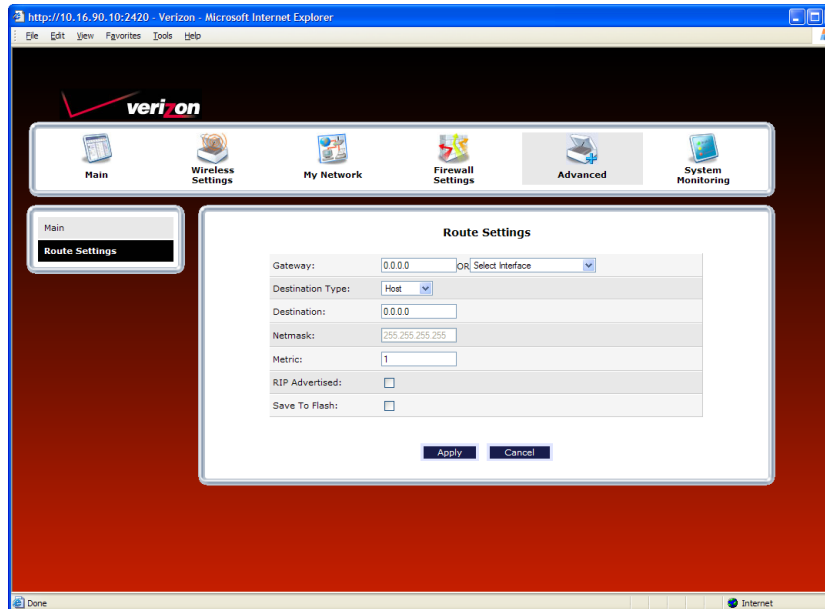 http://10.16.90.10:2420 - Verizon - Microsoft Internet Explorer
File Edit View Favorites Tools Help
verizon
Main
Wireless Settings
My Network
Firewall Settings
Advanced
System Monitoring
Main
Route Settings
Route Settings
Gateway: 0.0.0.0 OR Select Interface
Destination Type: Host
Destination: 0.0.0.0
Netmask: 255.255.255.255
Metric: 1
RIP Advertised:
Save To Flash:
Apply Cancel
Done Internet